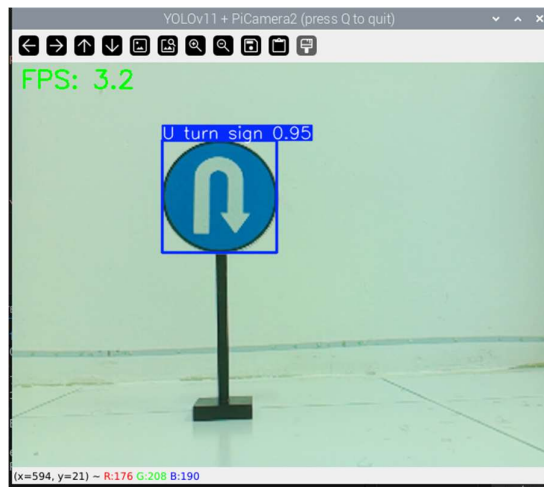 YOLOv11 + PiCamera2 (press Q to quit)
FPS: 3.2
U turn sign 0.95
(x=594, y=21) ~ R:176 G:208 B:190